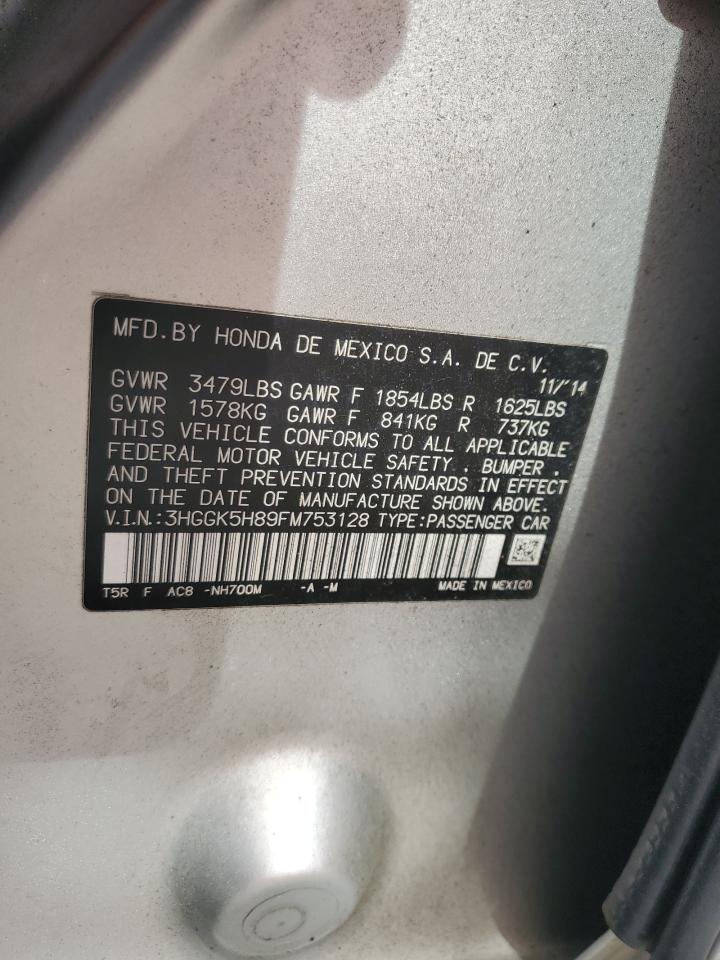 MFD.BY HONDA DE MEXICO S.A. DE C.V.
11/'14
GVWR 3479LBS GAWR F 1854LBS R 1625LBS
GVWR 1578KG GAWR F 841KG R 737KG
THIS VEHICLE CONFORMS TO ALL APPLICABLE
FEDERAL MOTOR VEHICLE SAFETY . BUMPER .
AND THEFT PREVENTION STANDARDS IN EFFECT
ON THE DATE OF MANUFACTURE SHOWN ABOVE.
V.I.N.:3HGGK5H89FM753128 TYPE:PASSENGER CAR
T5R F AC8 -NH700M -A -M MADE IN MEXICO